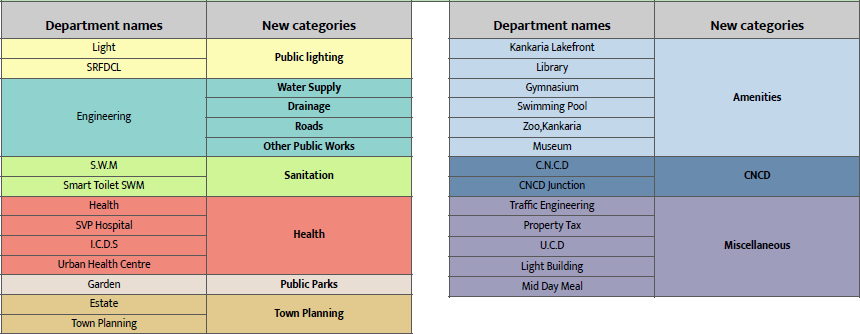 Department names New categories
Light
Public lighting
SRFDCL
Engineering
Water Supply
Drainage
Roads
Other Public Works
S.W.M
Sanitation
Smart Toilet SWM
Health
SVP Hospital
Health
I.C.D.S
Urban Health Centre
Garden Public Parks
Estate
Town Planning
Town Planning
Department names New categories
Kankaria Lakefront
Library
Gymnasium
Amenities
Swimming Pool
Zoo,Kankaria
Museum
C.N.C.D
CNCD
CNCD Junction
Traffic Engineering
Property Tax
U.C.D
Miscellaneous
Light Building
Mid Day Meal